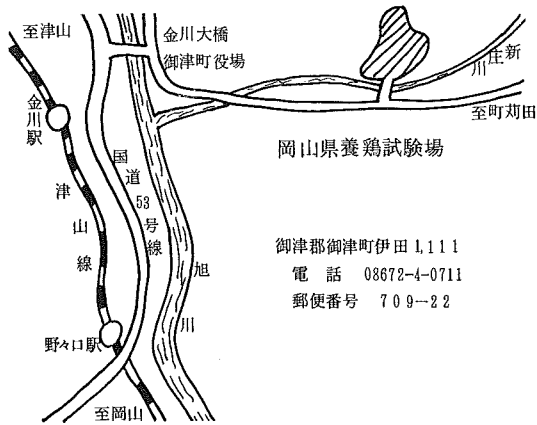 至津山
金川大橋
御津町役場
新庄川
至町苅田
金川駅
岡山県養鶏試験場
国道53号線
津山線
旭川
御津郡御津町伊田1,111
電話 08672-4-0711
郵便番号 709-22
野々口駅
至岡山